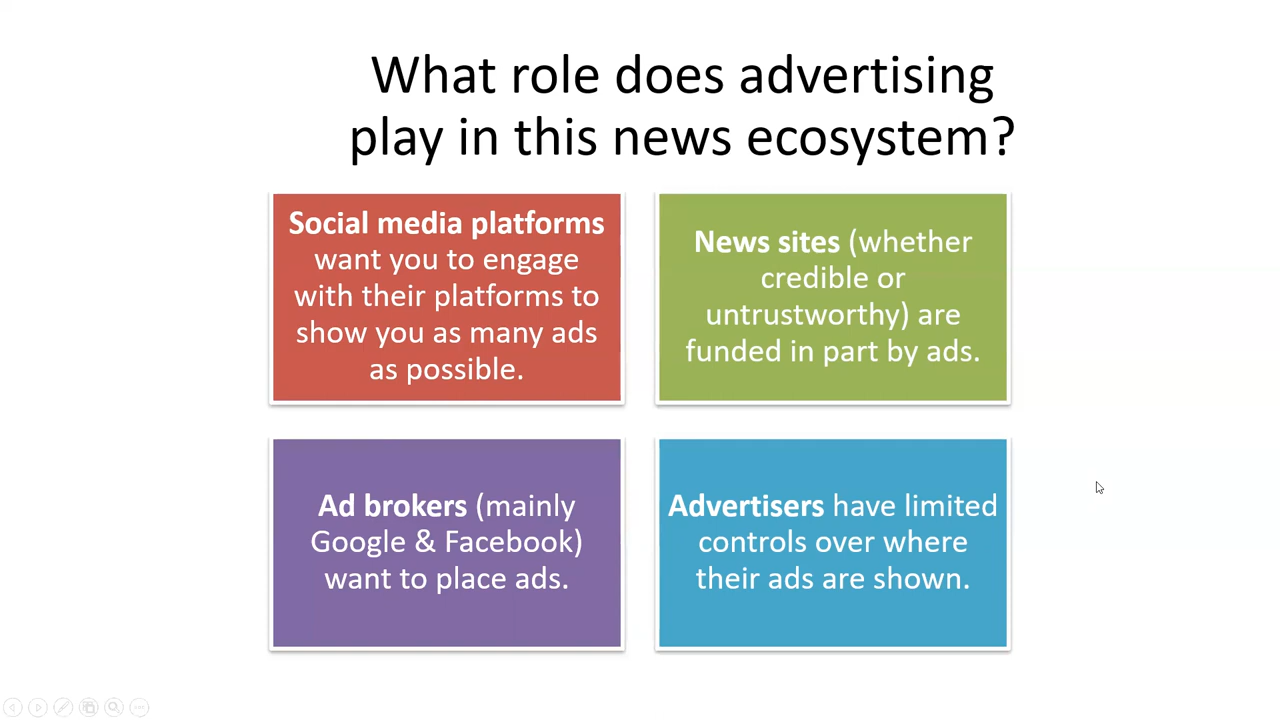 What role does advertising
play in this news ecosystem?
Social media platforms
want you to engage
with their platforms to
show you as many ads
as possible.
News sites (whether
credible or
untrustworthy) are
funded in part by ads.
Ad brokers (mainly
Google & Facebook)
want to place ads.
Advertisers have limited
controls over where
their ads are shown.